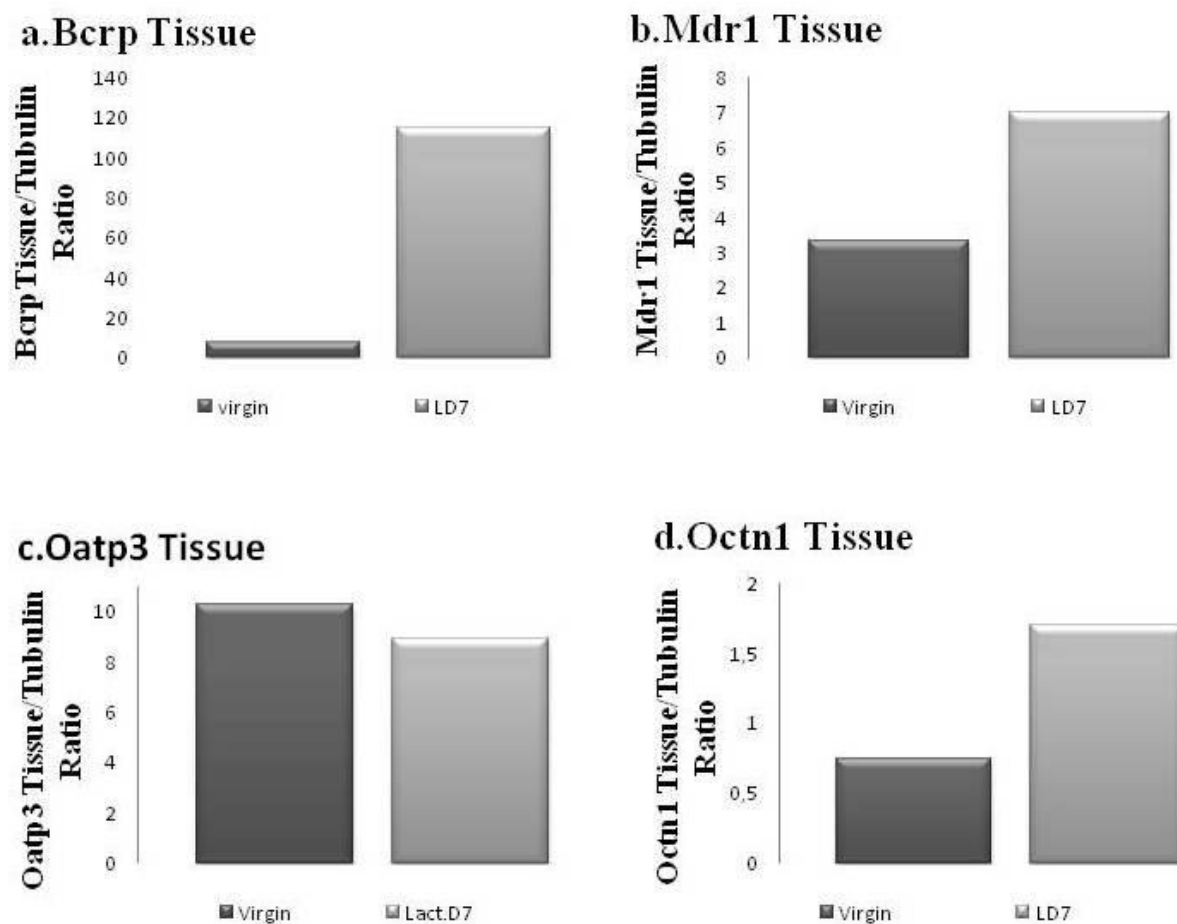 a.Bcrp Tissue
BcrpTissue/Tubulin
Ratio
140
120
100
80
60
40
20
0
virgin
LD7
b.Mdr1 Tissue
Mdr1 Tissue/Tubulin
Ratio
8
7
6
5
4
3
2
1
0
Virgin
LD7
c.Oatp3 Tissue
Oatp3 Tissue/Tubulin
Ratio
10
8
6
4
2
0
Virgin
Lact.D7
d.Octn1 Tissue
Octn1 Tissue/Tubulin
Ratio
2
1,5
1
0,5
0
Virgin
LD7